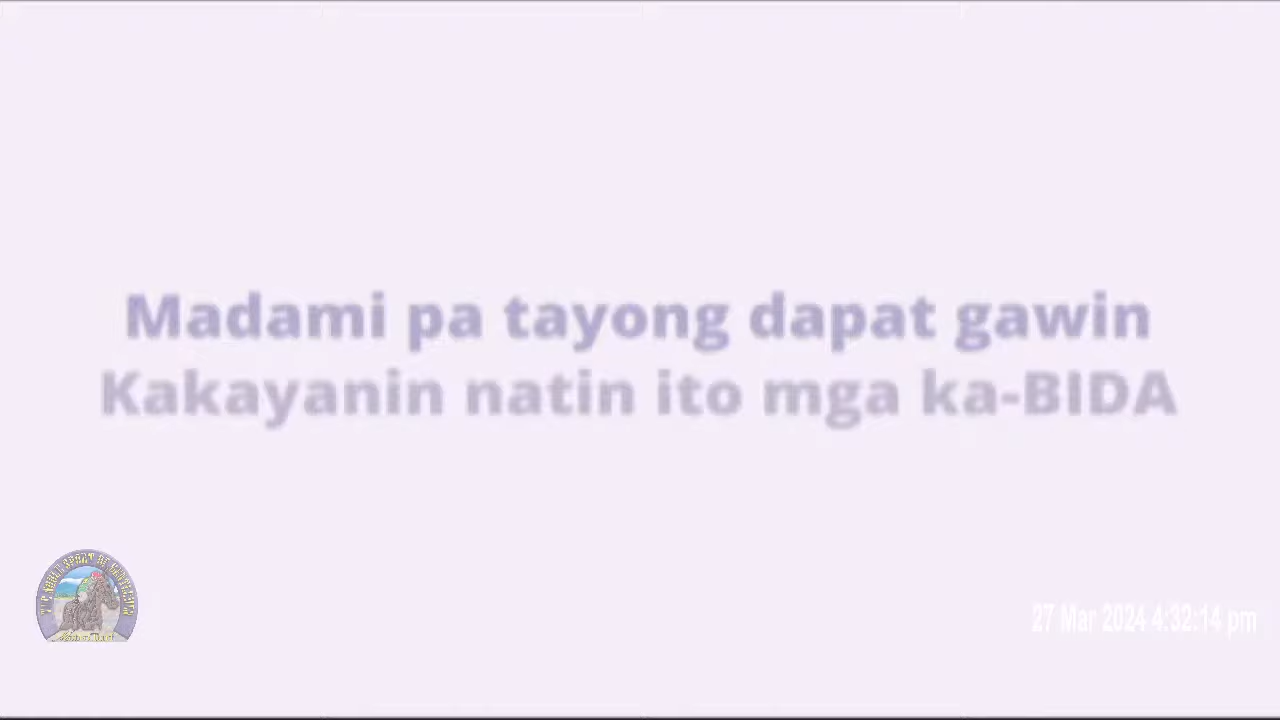 Madami pa tayong dapat gawin
Kakayanin natin ito mga ka-BIDA
27 Mar 2024 4:32:14 pm